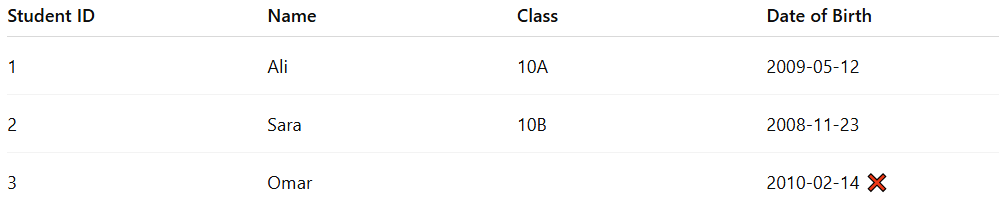 Student ID Name Class Date of Birth
1 Ali 10A 2009-05-12
2 Sara 10B 2008-11-23
3 Omar 2010-02-14 ❌